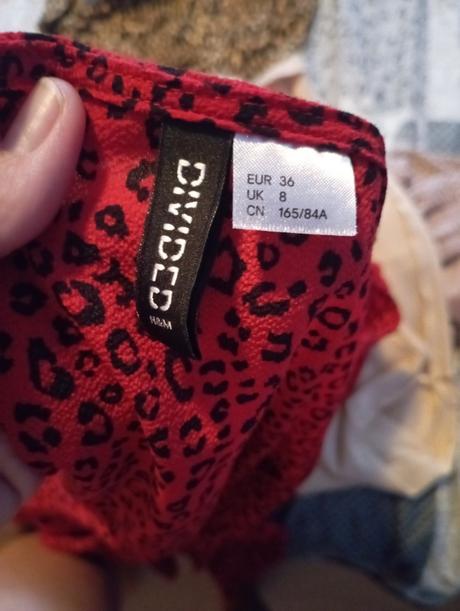 DIVIDED
H&M
EUR 36
UK 8
CN 165/84A